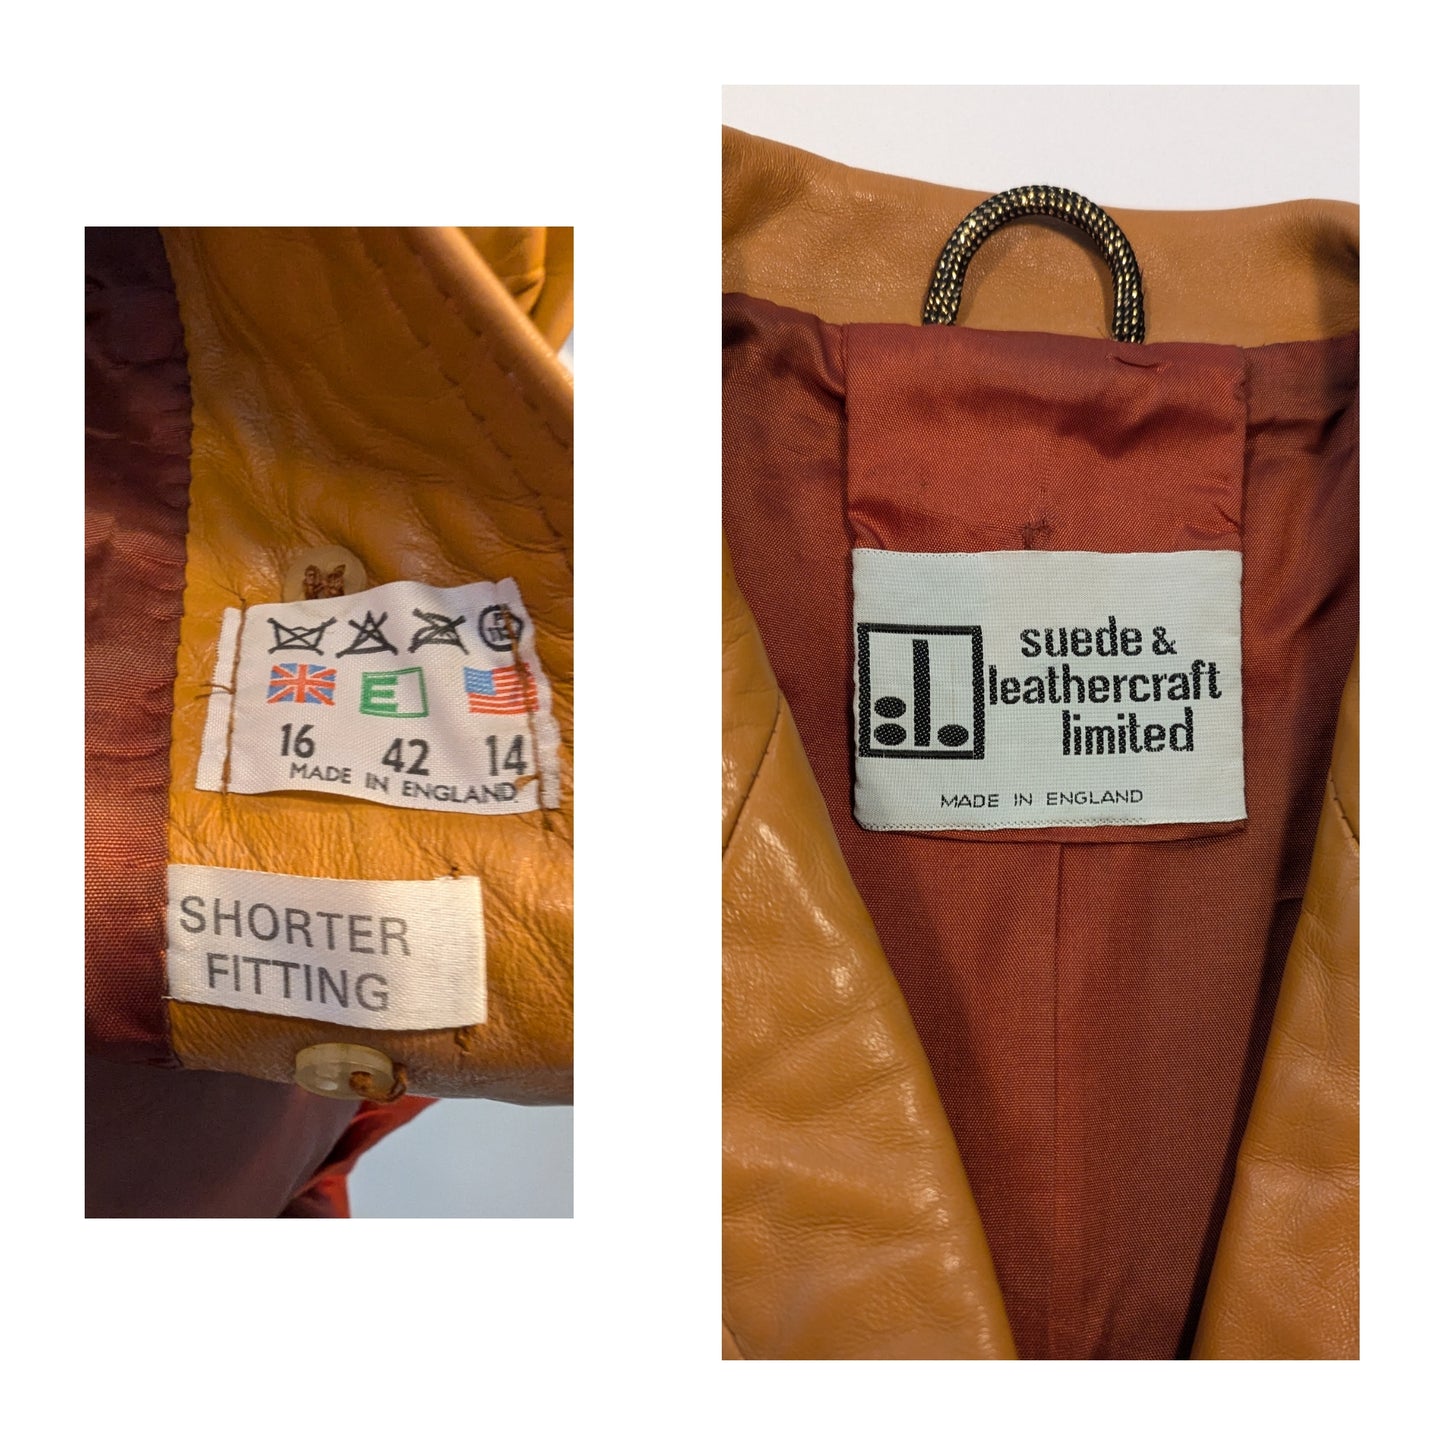 E
16 42 14
MADE IN ENGLAND
SHORTER
FITTING
suede &
leathercraft
limited
MADE IN ENGLAND